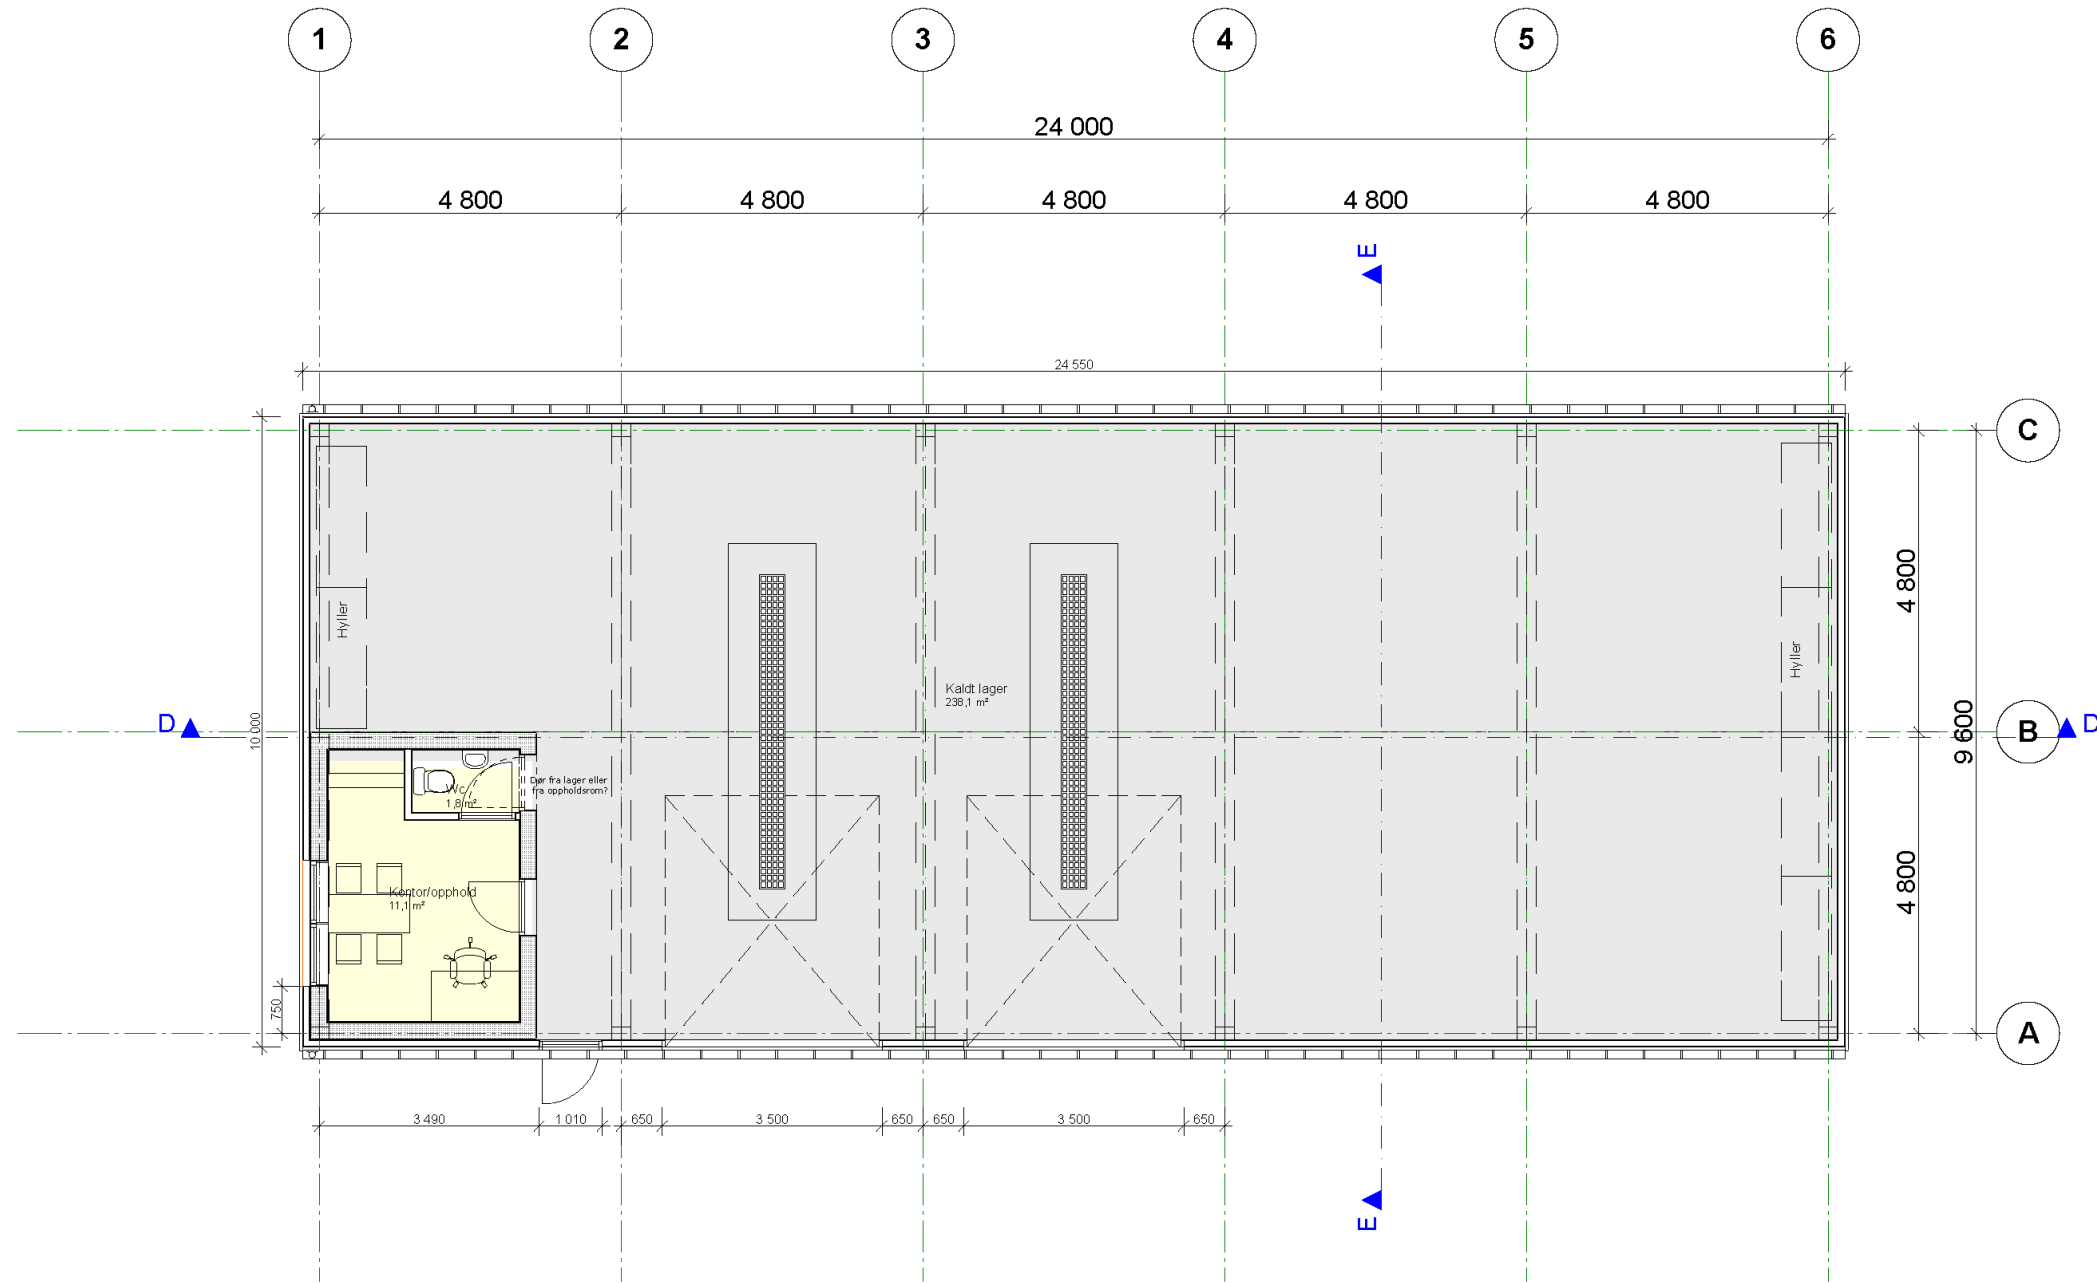 1 2 3 4 5 6
24 000
4 800 4 800 4 800 4 800 4 800
E
24 550
C
4 800
Hyller
Hyller
Kaldt lager
238,1 m²
10 000
9 600
D
B
D
Dør fra lager eller
fra oppholdsrom?
Wc
1,8 m²
4 800
Kontor/opphold
11,1 m²
750
A
3 490 1 010 650 3 500 650 650 3 500 650
E